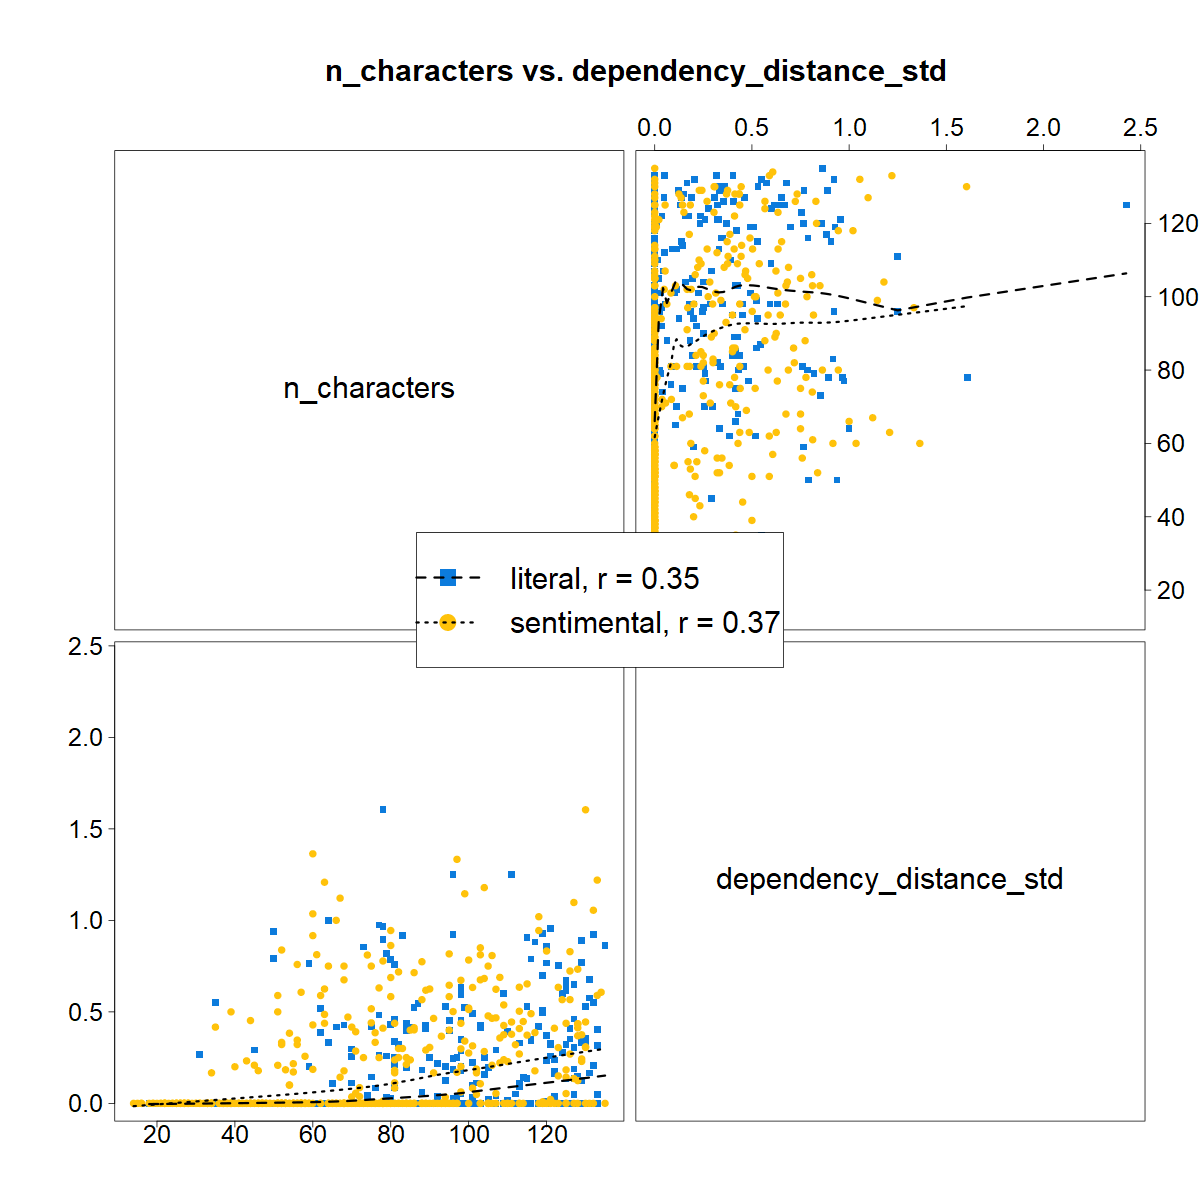 n_characters vs. dependency_distance_std
0.0 0.5 1.0 1.5 2.0 2.5
n_characters
120
100
80
60
40
20
literal, r = 0.35
sentimental, r = 0.37
2.5
2.0
1.5
1.0
0.5
0.0
dependency_distance_std
20 40 60 80 100 120